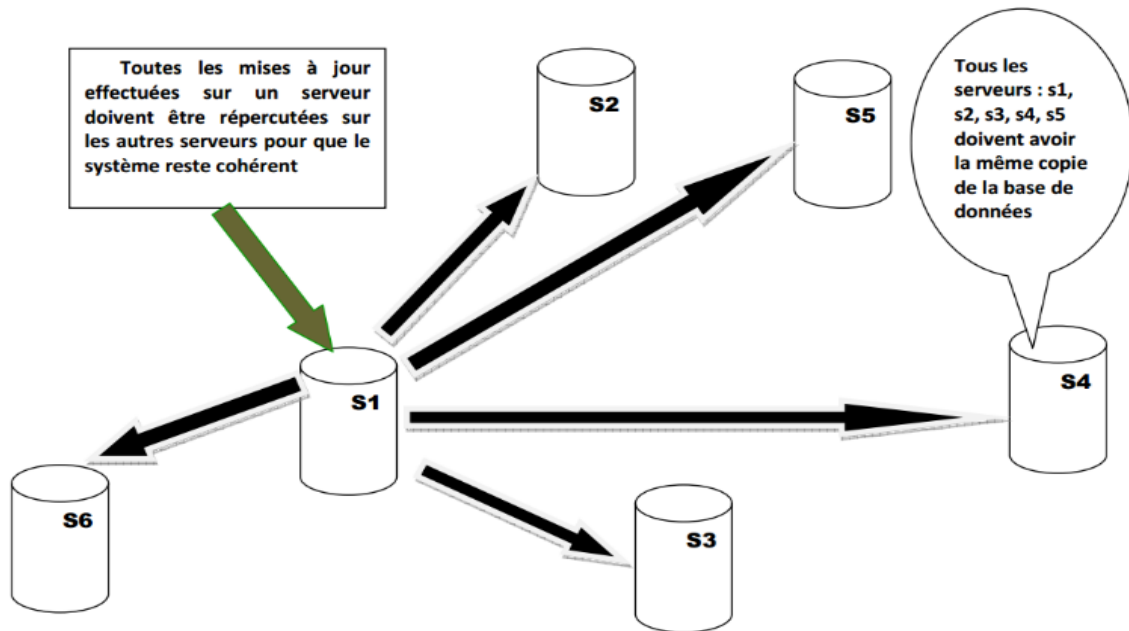 Toutes les mises à jour
effectuées sur un serveur
doivent être répercutées sur
les autres serveurs pour que le
système reste cohérent
S2
S5
Tous les
serveurs : s1,
s2, s3, s4, s5
doivent avoir
la même copie
de la base de
données
S1
S4
S6
S3